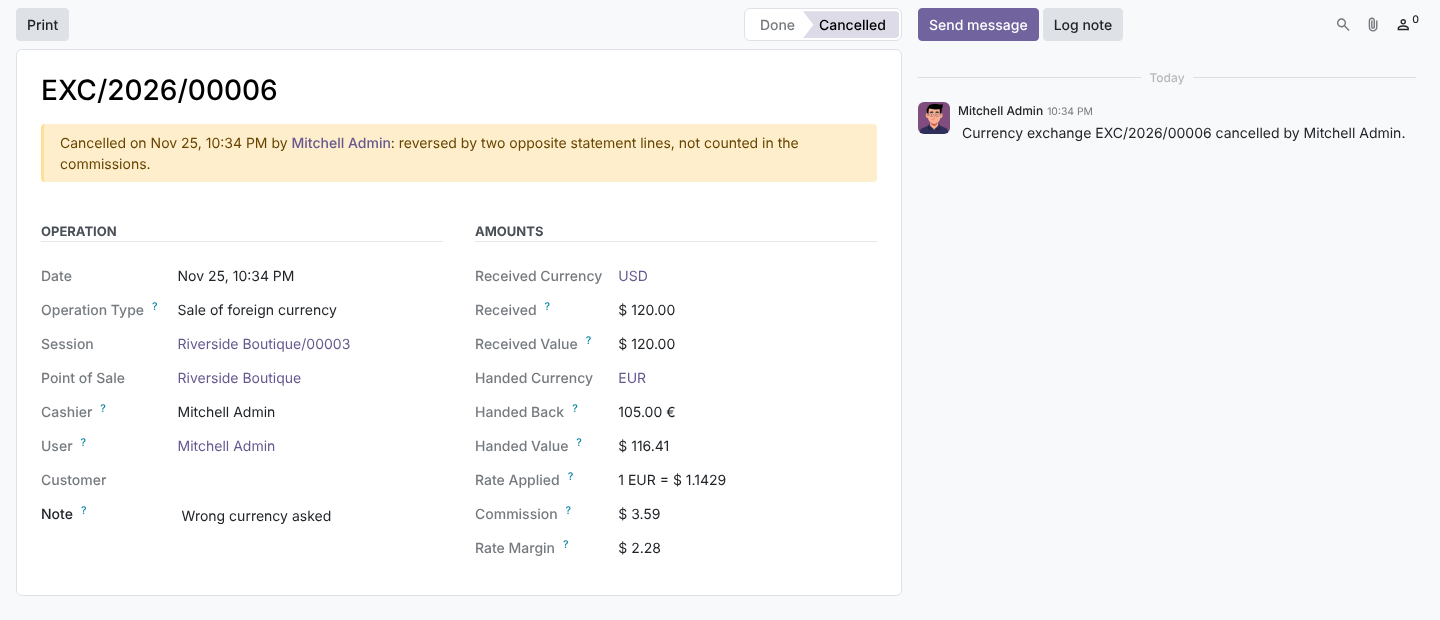 Print
Done
Cancelled
Send message
Log note
0
EXC/2026/00006
Cancelled on Nov 25, 10:34 PM by Mitchell Admin: reversed by two opposite statement lines, not counted in the
commissions.
OPERATION
Date Nov 25, 10:34 PM
Operation Type ? Sale of foreign currency
Session Riverside Boutique/00003
Point of Sale Riverside Boutique
Cashier ? Mitchell Admin
User ? Mitchell Admin
Customer
Note ? Wrong currency asked
AMOUNTS
Received Currency USD
Received ? $ 120.00
Received Value ? $ 120.00
Handed Currency EUR
Handed Back ? 105.00 €
Handed Value ? $ 116.41
Rate Applied ? 1 EUR = $ 1.1429
Commission ? $ 3.59
Rate Margin ? $ 2.28
Today
Mitchell Admin 10:34 PM
Currency exchange EXC/2026/00006 cancelled by Mitchell Admin.